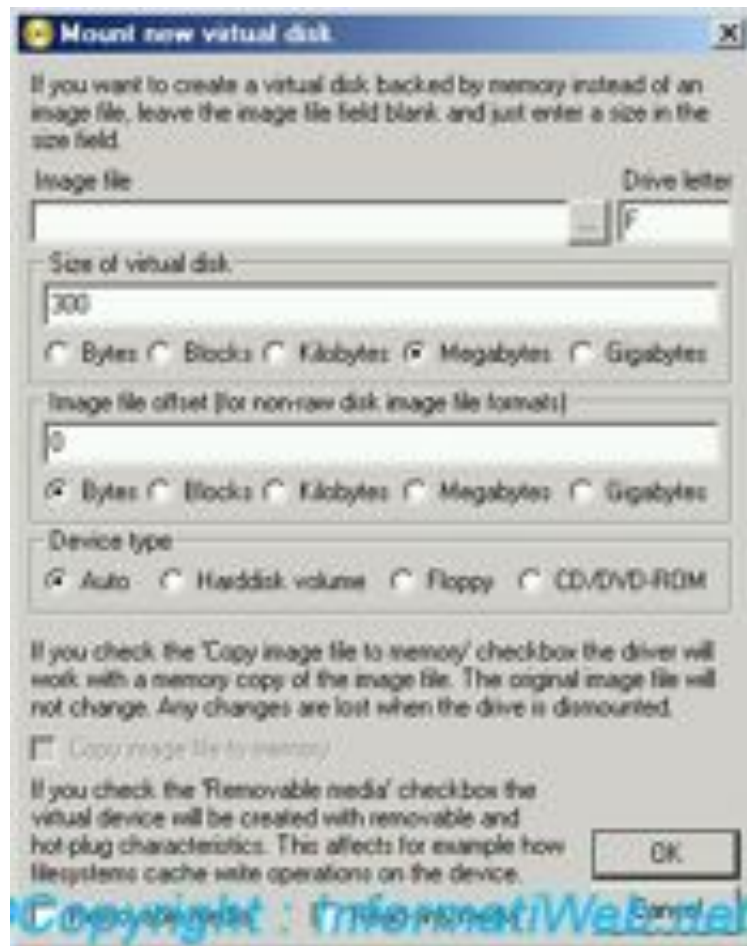 Mount new virtual disk
If you want to create a virtual disk backed by memory instead of an
image file, leave the image file field blank and just enter a size in the
size field.
Image file Drive letter
... F
Size of virtual disk
300
Bytes Blocks Kilobytes Megabytes Gigabytes
Image file offset (for non-raw disk image file formats)
0
Bytes Blocks Kilobytes Megabytes Gigabytes
Device type
Auto Harddisk volume Floppy CD/DVD-ROM
If you check the 'Copy image file to memory' checkbox the driver will
work with a memory copy of the image file. The original image file will
not change. Any changes are lost when the drive is dismounted.
Copy image file to memory
If you check the 'Removable media' checkbox the
virtual device will be created with removable and
hot-plug characteristics. This affects for example how
filesystems cache write operations on the device.
OK
Cancel
Copyright : InformatiWeb.net